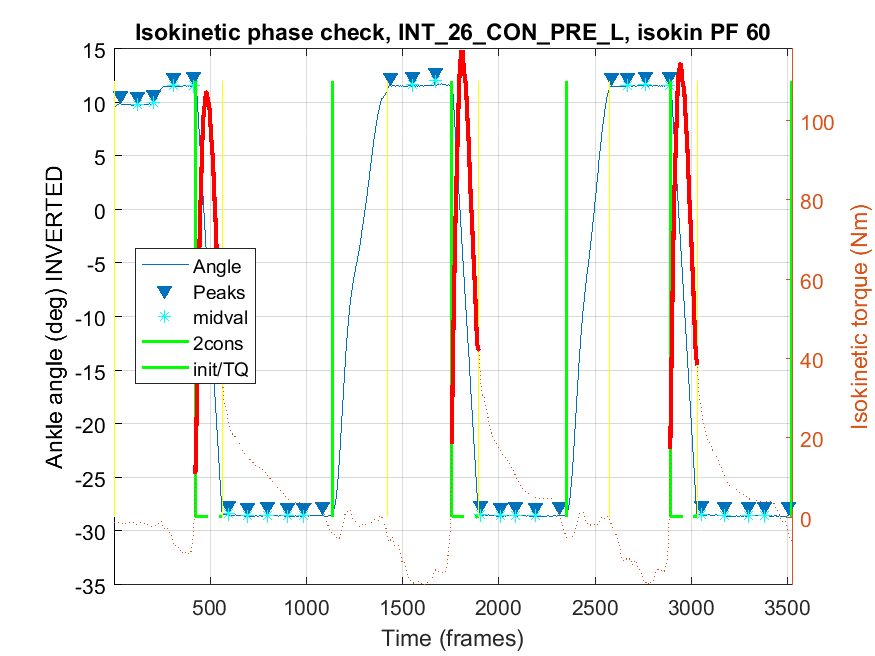 Isokinetic phase check, INT_26_CON_PRE_L, isokin PF 60
Ankle angle (deg) INVERTED
15
10
5
0
-5
-10
-15
-20
-25
-30
-35
Angle
Peaks
midval
2cons
init/TQ
100
80
60
40
20
0
Isokinetic torque (Nm)
500
1000
1500
2000
2500
3000
3500
Time (frames)